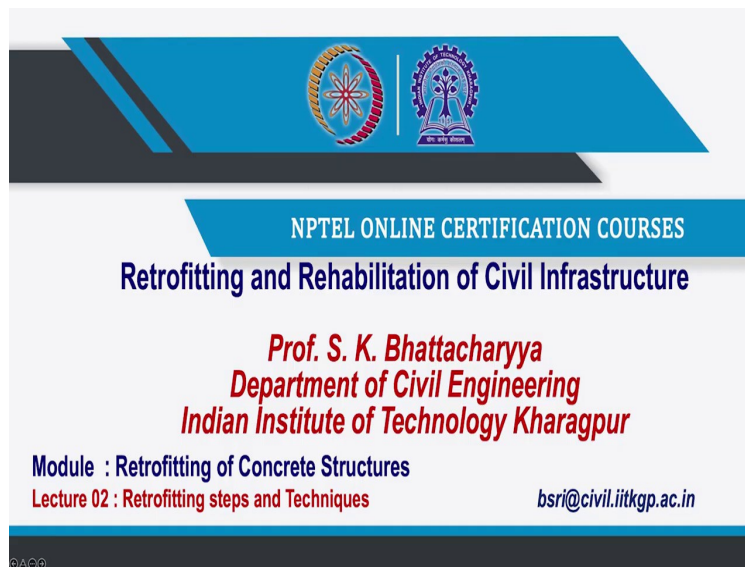 NPTEL ONLINE CERTIFICATION COURSES
Retrofitting and Rehabilitation of Civil Infrastructure
Prof. S. K. Bhattacharyya
Department of Civil Engineering
Indian Institute of Technology Kharagpur
Module : Retrofitting of Concrete Structures
Lecture 02 : Retrofitting steps and Techniques
bsri@civil.iitkgp.ac.in